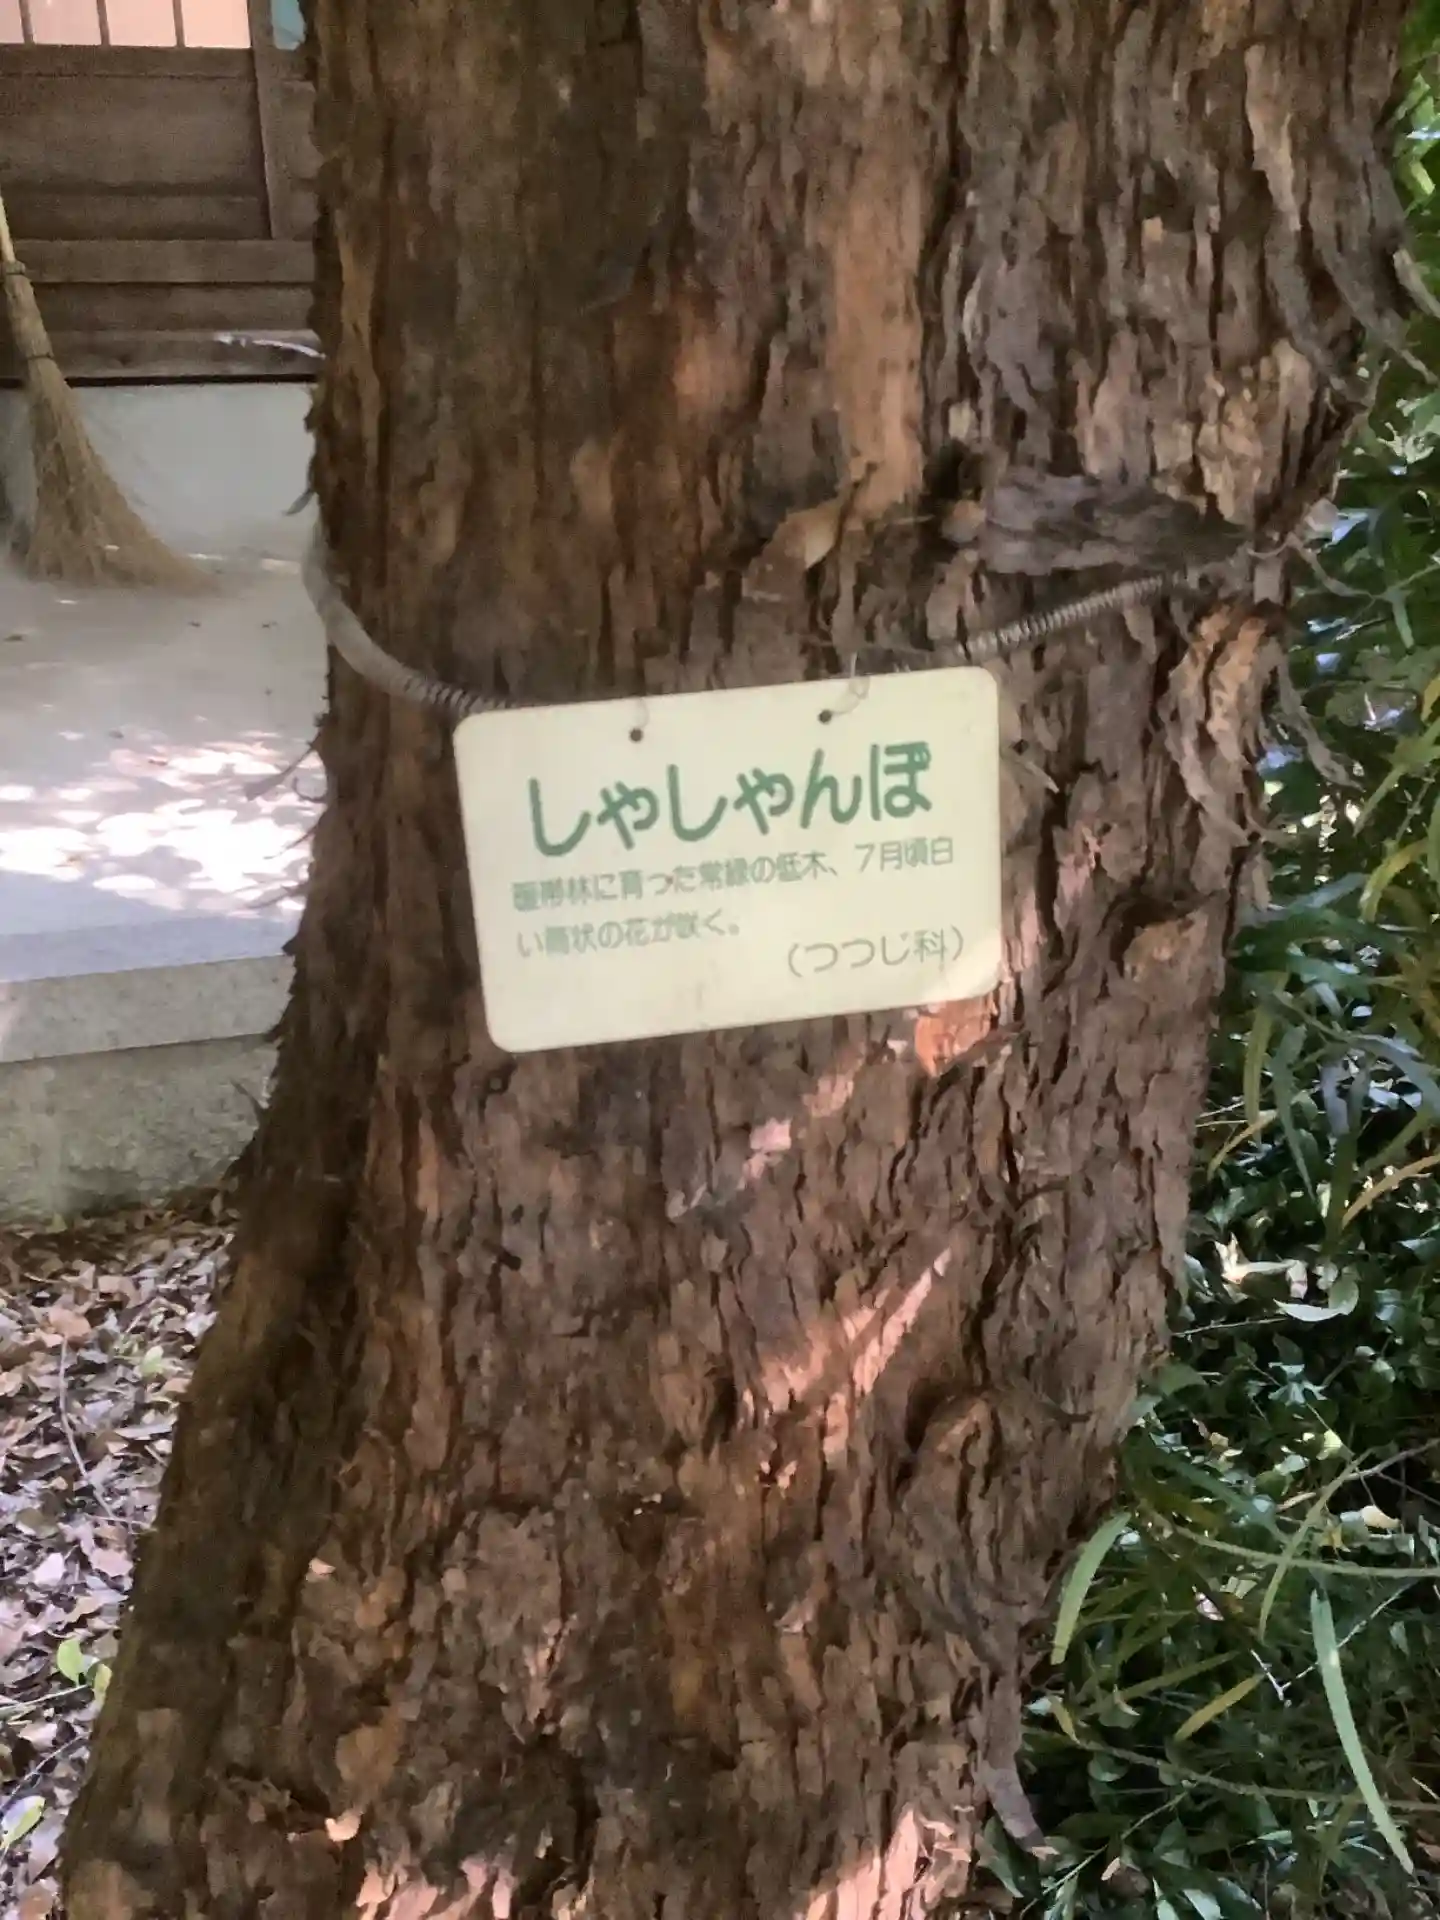 しゃしゃんぼ
暖帯林に育った常緑の低木、7月頃白
い筒状の花が咲く。
(つつじ科)